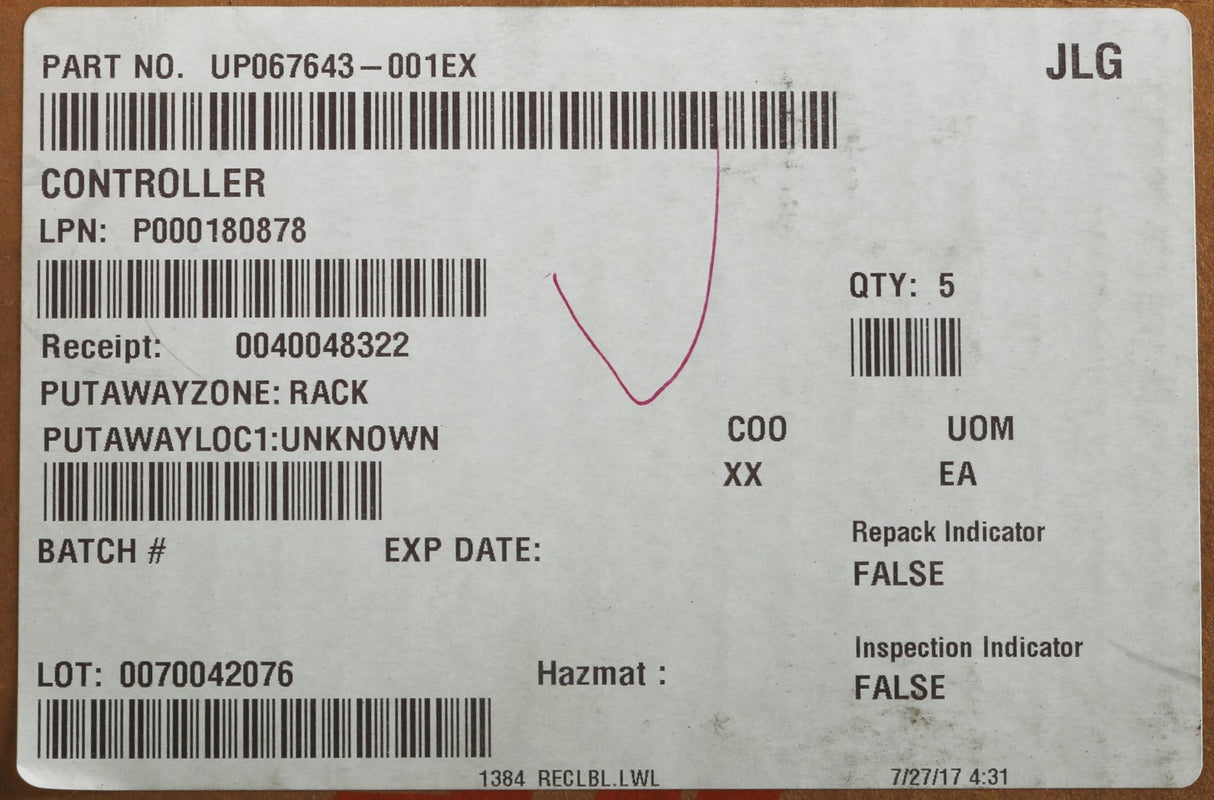 PART NO. UP067643-001EX
JLG
CONTROLLER
LPN: P000180878
QTY: 5
Receipt: 0040048322
PUTAWAYZONE: RACK
PUTAWAYLOC1:UNKNOWN
COO UOM
XX EA
BATCH # EXP DATE:
Repack Indicator
FALSE
Inspection Indicator
FALSE
LOT: 0070042076 Hazmat :
1384 RECLBL.LWL 7/27/17 4:31